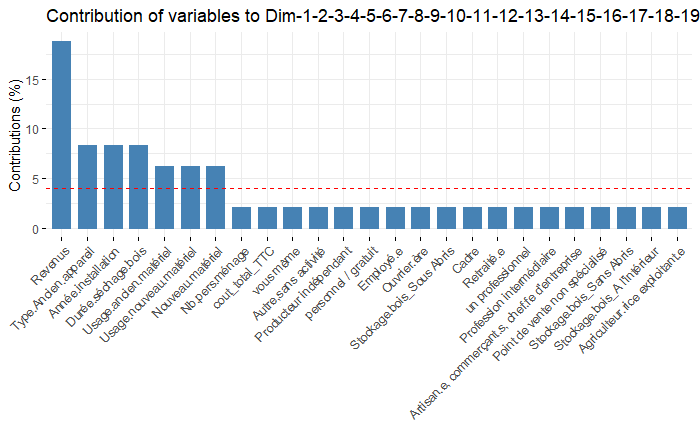 Contribution of variables to Dim-1-2-3-4-5-6-7-8-9-10-11-12-13-14-15-16-17-18-19
Contributions (%)
15
10
5
0
Revenus
Type.Ancien.appareil
Année.Installation
Durée.séchage.bois
Usage.ancien.matériel
Usage.nouveau.matériel
Nouveau.matériel
Nb.pers.ménage
cout_total_TTC
vous même
Autre.sans activité
Producteur indépendant
personnel / gratuit
Employé.e
Ouvrier.ère
Stockage.bois_Sous Abris
Cadre
Retraité.e
un professionnel
Profession Intermédiaire
Artisan.e, commerçant.s, chef.fe d'entreprise
Point de vente non spécialisé
Stockage.bois_Sans Abris
Stockage.bois_A l'intérieur
Agriculteur.rice exploitant.e